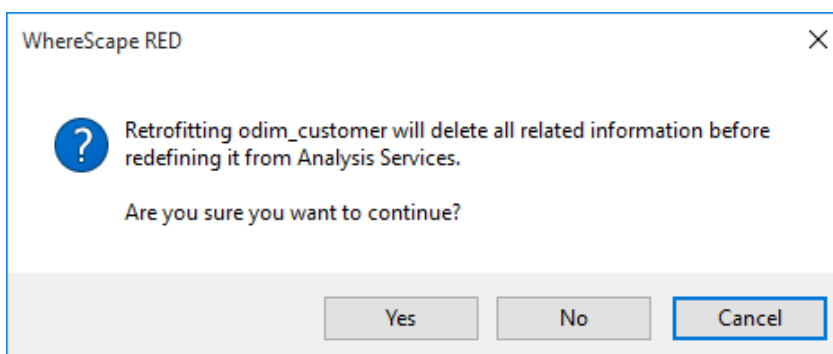 WhereScape RED
Retrofitting odim_customer will delete all related information before
redefining it from Analysis Services.
Are you sure you want to continue?
Yes No Cancel